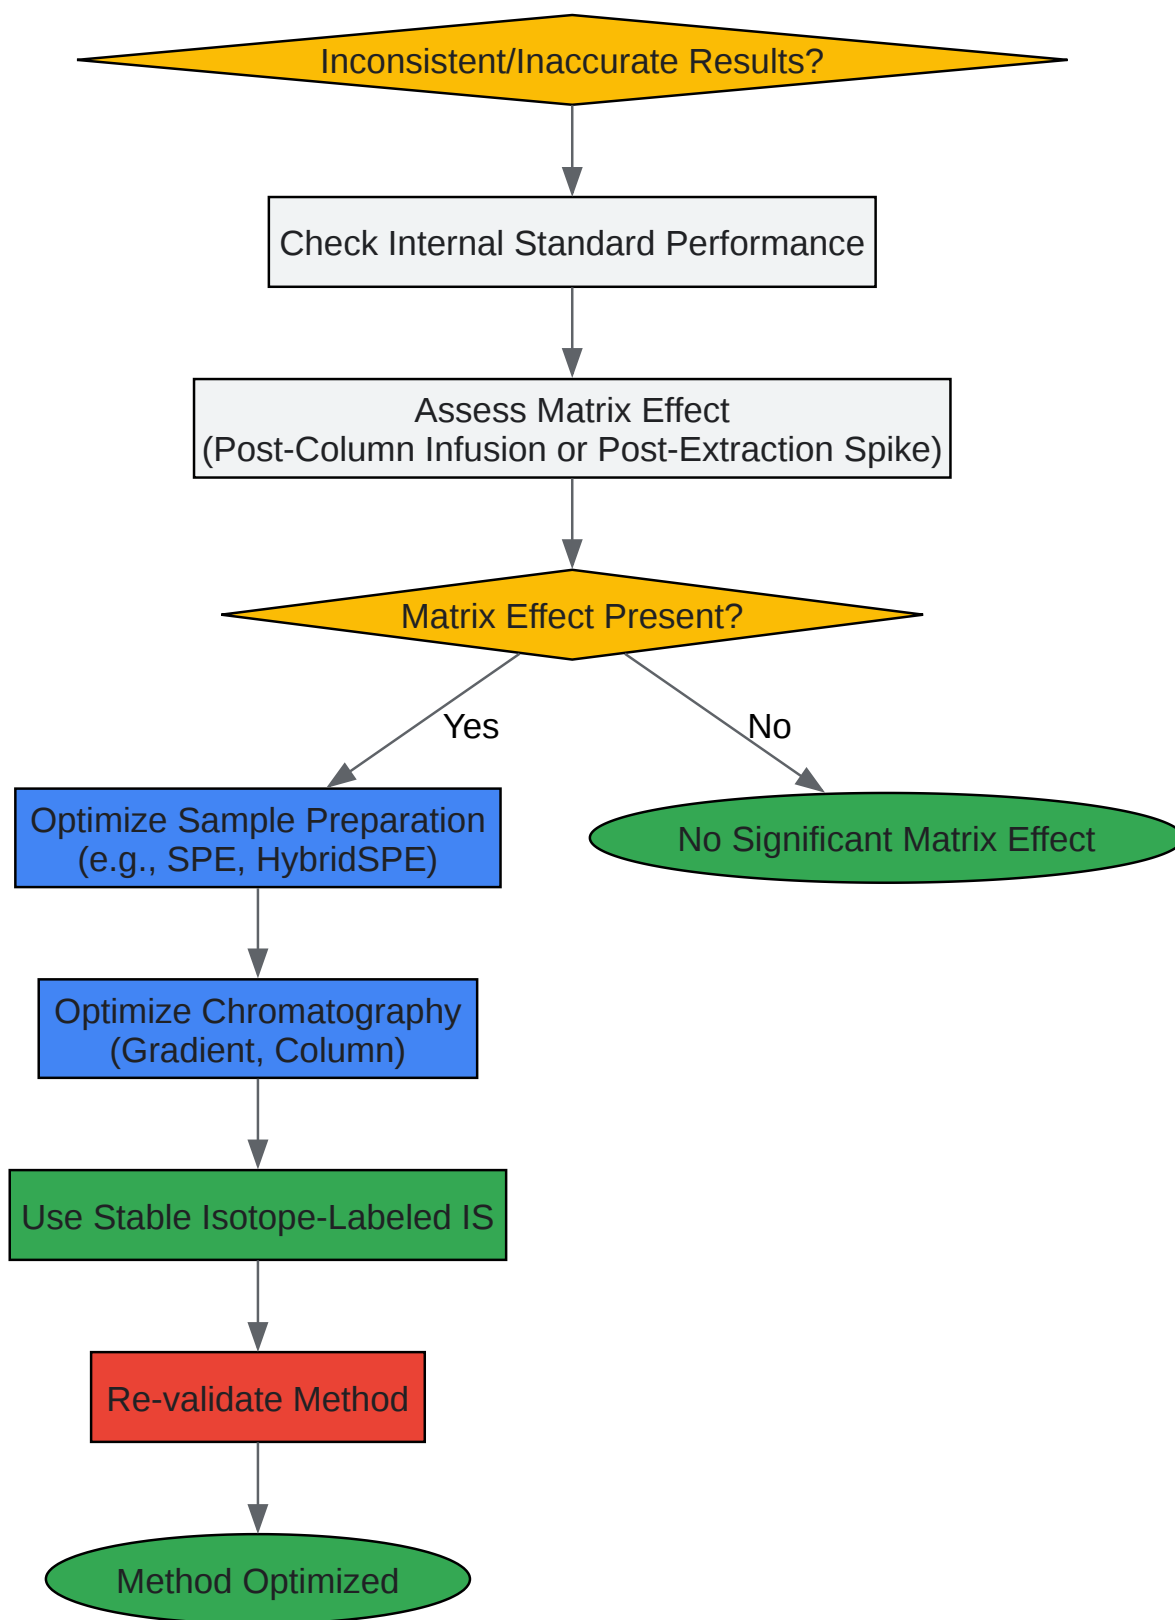 Inconsistent/Inaccurate Results?
Check Internal Standard Performance
Assess Matrix Effect
(Post-Column Infusion or Post-Extraction Spike)
Matrix Effect Present?
Yes
No
Optimize Sample Preparation
(e.g., SPE, HybridSPE)
No Significant Matrix Effect
Optimize Chromatography
(Gradient, Column)
Use Stable Isotope-Labeled IS
Re-validate Method
Method Optimized